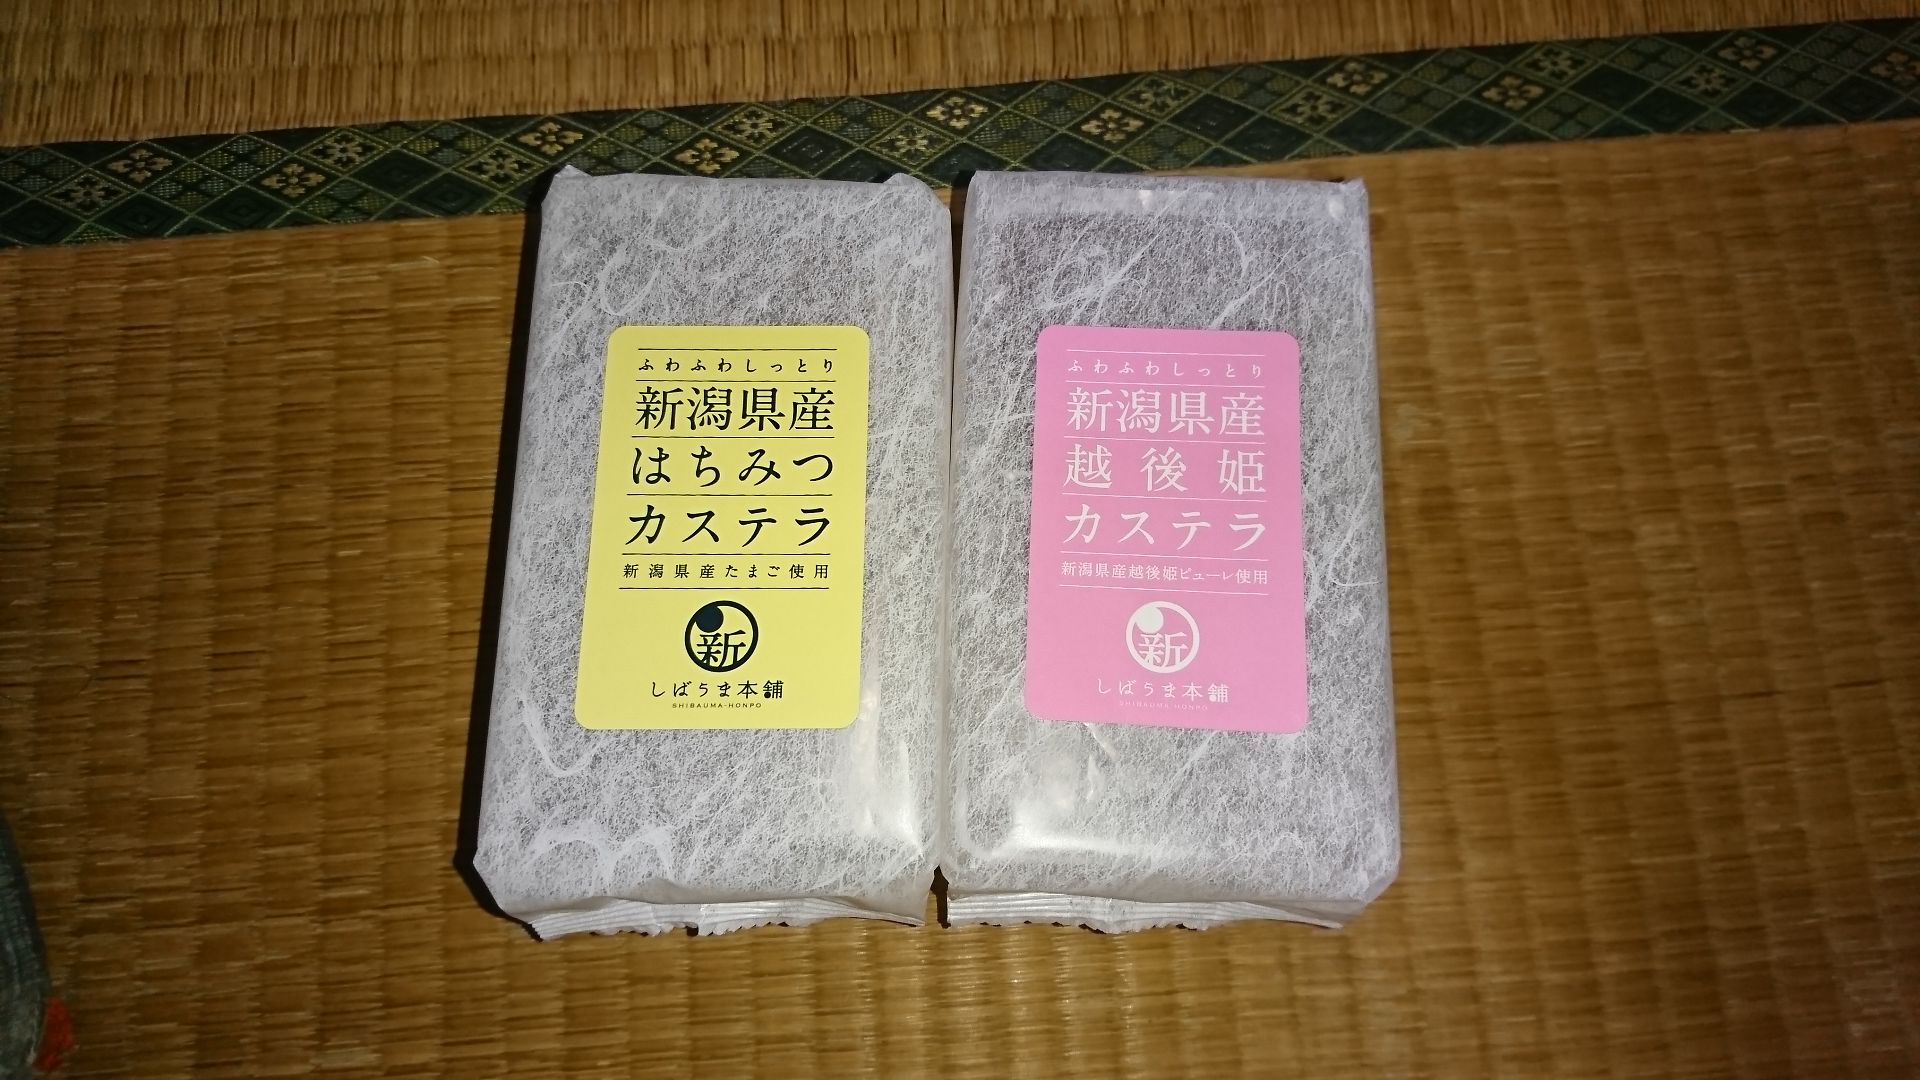 ふわふわしっとり
新潟県産
はちみつ
カステラ
新潟県産たまご使用
新
しばうま本舗
SHIBAUMA-HONPO
ふわふわしっとり
新潟県産
越後姫
カステラ
新潟県産越後姫ピューレ使用
新
しばうま本舗
SHIBAUMA-HONPO